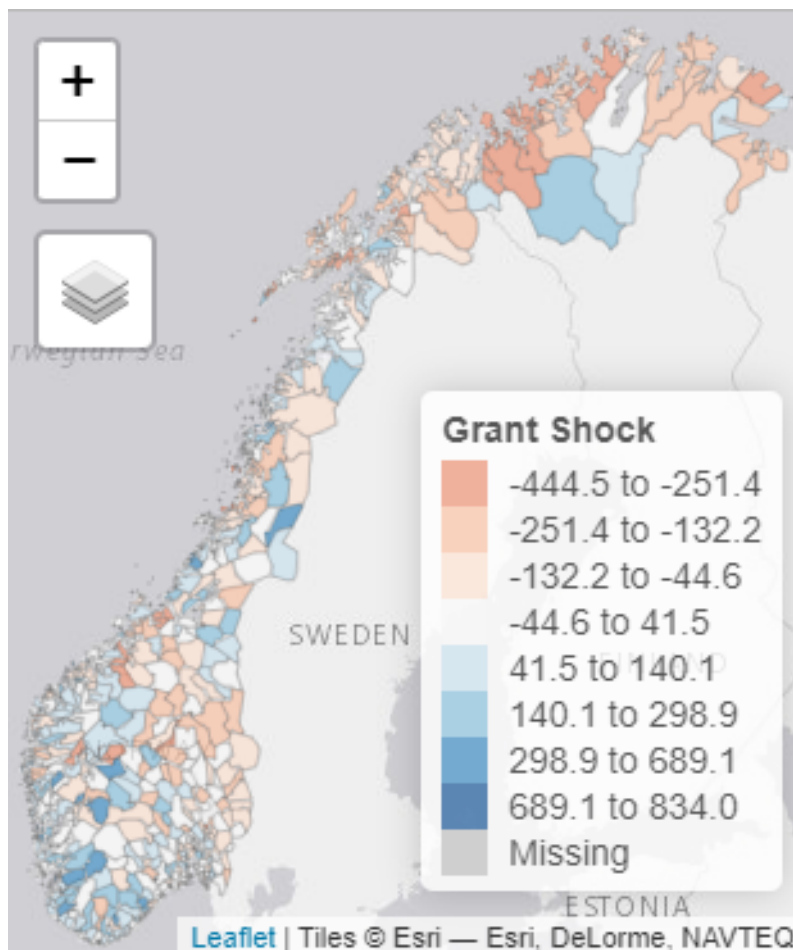 +
−
rwegian Sea
Grant Shock
-444.5 to -251.4
-251.4 to -132.2
-132.2 to -44.6
-44.6 to 41.5
41.5 to 140.1
140.1 to 298.9
298.9 to 689.1
689.1 to 834.0
Missing
SWEDEN
FINLAND
ESTONIA
Leaflet | Tiles © Esri — Esri, DeLorme, NAVTEQ